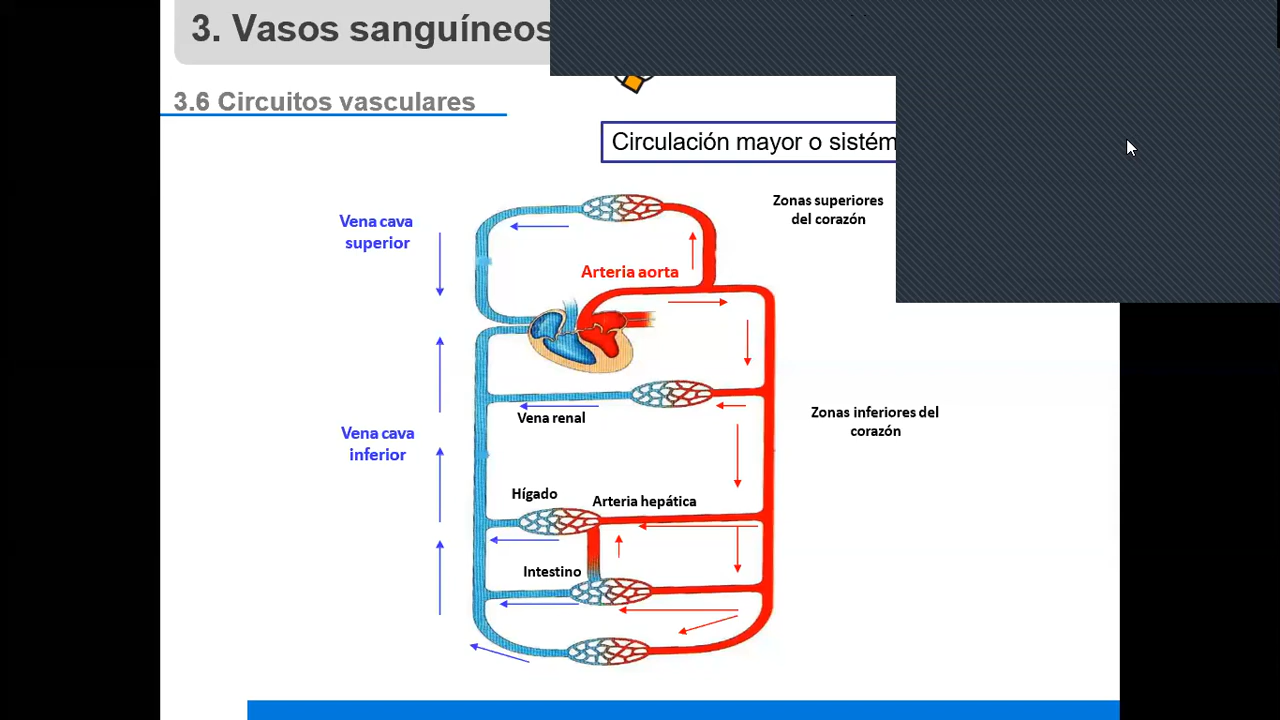 3. Vasos sanguíneos
3.6 Circuitos vasculares
Circulación mayor o
Zonas superiores
del corazón
Vena cava
superior
Arteria aorta
Vena renal
Zonas inferiores del
corazón
Vena cava
inferior
Hígado
Arteria hepática
Intestino